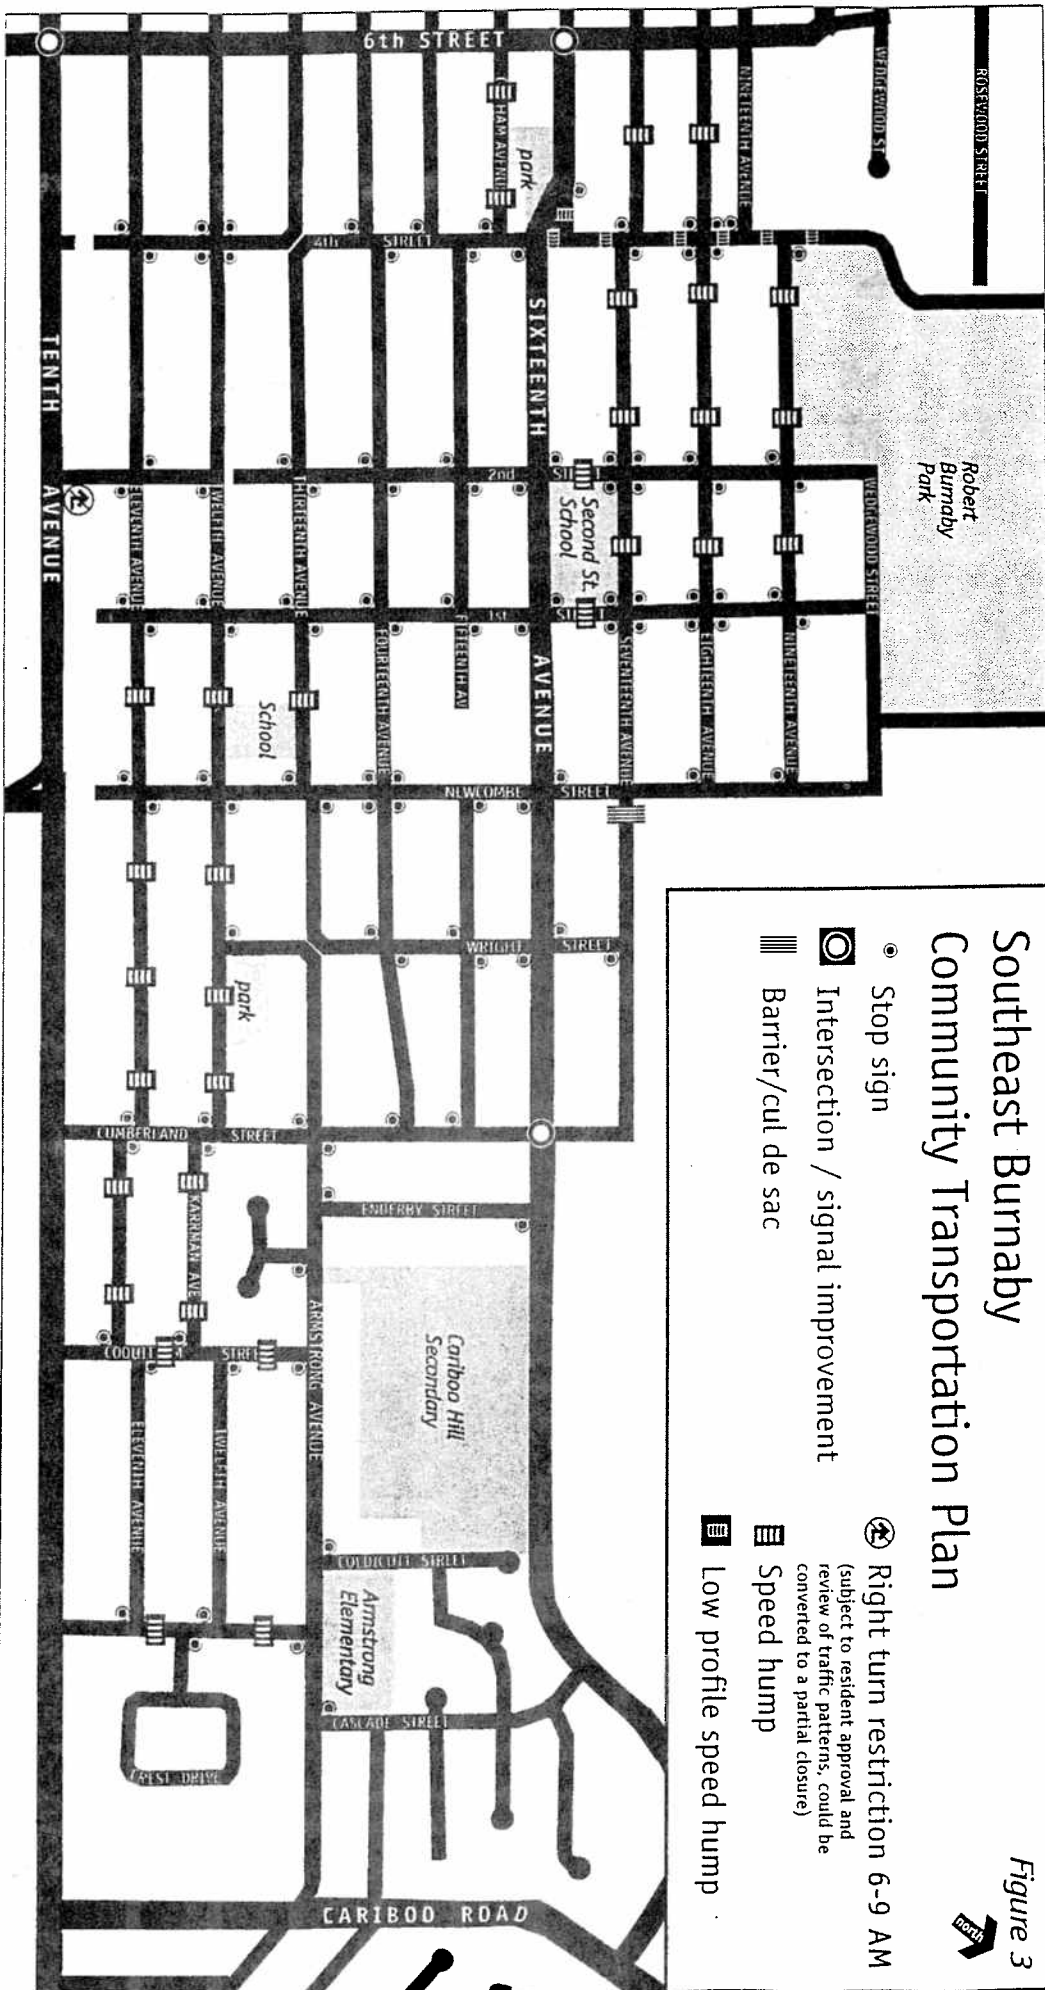 Southeast Burnaby
Community Transportation Plan
Figure 3
north
Stop sign
Intersection / signal improvement
Barrier/cul de sac
Right turn restriction 6-9 AM
(subject to resident approval and
review of traffic patterns, could be
converted to a partial closure)
Speed hump
Low profile speed hump
ROSEWOOD STREET
WEDGEWOOD ST
NINETEENTH AVENUE
6th STREET
HAM AVENUE
park
4th STREET
Robert
Burnaby
Park
SIXTEENTH AVENUE
TENTH AVENUE
2nd
Second St.
School
WEDGEWOOD STREET
ELEVENTH AVENUE
TWELFTH AVENUE
THIRTEENTH AVENUE
1st
FOURTEENTH AVENUE
FIFTEENTH AV
SEVENTEENTH AVENUE
EIGHTEENTH AVENUE
NINETEENTH AVENUE
School
NEWCOMBE STREET
WRIGHT STREET
park
CUMBERLAND STREET
ENDERBY STREET
KARRMAN AVE
ARMSTRONG AVENUE
Cariboo Hill
Secondary
ELEVENTH AVENUE
TWELFTH AVENUE
COLDICUTT STREET
Armstrong
Elementary
CASCADE STREET
CREST DRIVE
CARIBOO ROAD